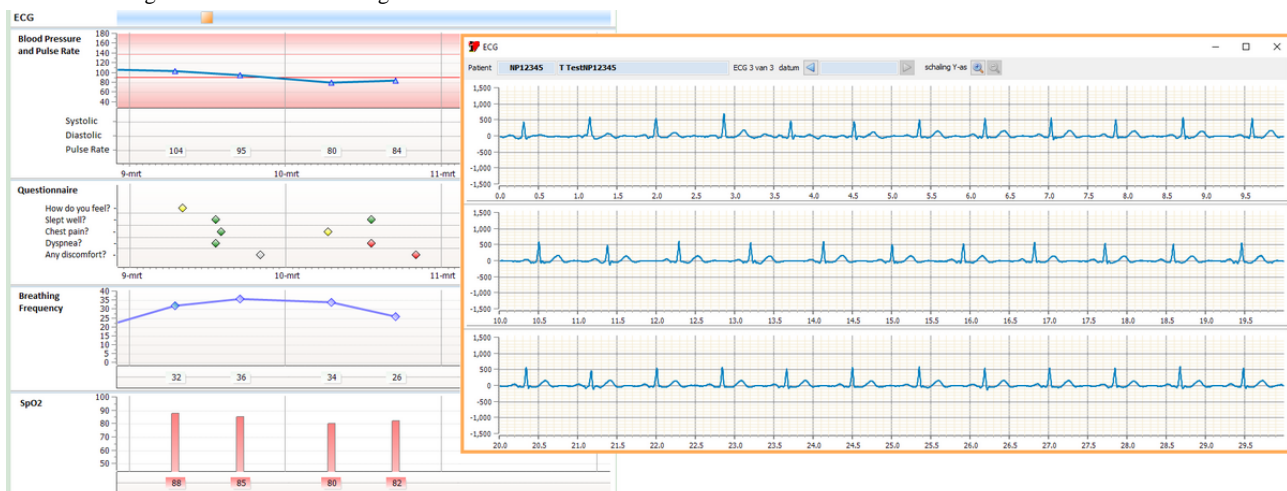 ECG
Blood Pressure
and Pulse Rate
180
160
140
120
100
80
60
40
Systolic
Diastolic
Pulse Rate
104 95 80 84
9-mrt 10-mrt 11-mrt
Questionnaire
How do you feel?
Slept well?
Chest pain?
Dyspnea?
Any discomfort?
9-mrt 10-mrt 11-mrt
Breathing
Frequency
40
35
30
25
20
15
10
5
0
32 36 34 26
SpO2
100
90
80
70
60
50
88 85 80 82
ECG
Patient NP12345 T TestNP12345 ECG 3 van 3 datum schaling Y-as
1,500
1,000
500
0
-500
-1,000
-1,500
0.0 0.5 1.0 1.5 2.0 2.5 3.0 3.5 4.0 4.5 5.0 5.5 6.0 6.5 7.0 7.5 8.0 8.5 9.0 9.5
1,500
1,000
500
0
-500
-1,000
-1,500
10.0 10.5 11.0 11.5 12.0 12.5 13.0 13.5 14.0 14.5 15.0 15.5 16.0 16.5 17.0 17.5 18.0 18.5 19.0 19.5
1,500
1,000
500
0
-500
-1,000
-1,500
20.0 20.5 21.0 21.5 22.0 22.5 23.0 23.5 24.0 24.5 25.0 25.5 26.0 26.5 27.0 27.5 28.0 28.5 29.0 29.5